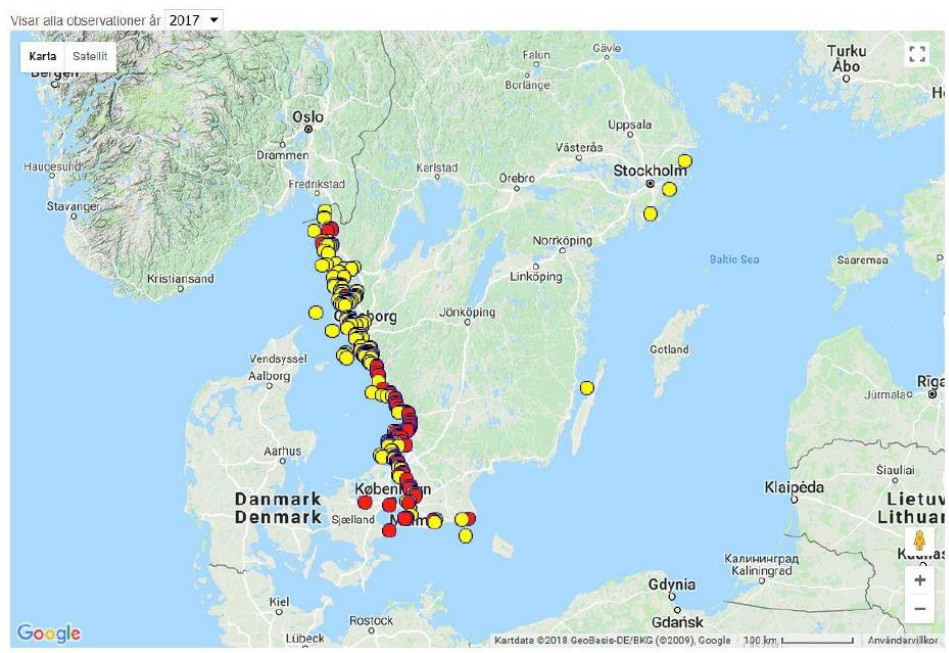 Visar alla observationer år 2017
Karta Satellit
Bergen
Falun
Gävle
Turku
Åbo
Borlänge
Oslo
Uppsala
Drammen
Västerås
Haugesund
Karlstad
Örebro
Stockholm
Fredrikstad
Stavanger
Norrköping
Baltic Sea
Saaremaa
Linköping
Kristiansand
Jönköping
Vendsyssel
Gotland
Aalborg
Rīga
Jūrmala
Aarhus
Šiauliai
København
Klaipėda
Danmark
Denmark
Sjælland
Lietuv
Lithuan
Калининград
Kaliningrad
Gdynia
Kiel
Gdańsk
Rostock
Google
Lübeck
Kartdata ©2018 GeoBasis-DE/BKG (©2009), Google 100 km Användarvillkor